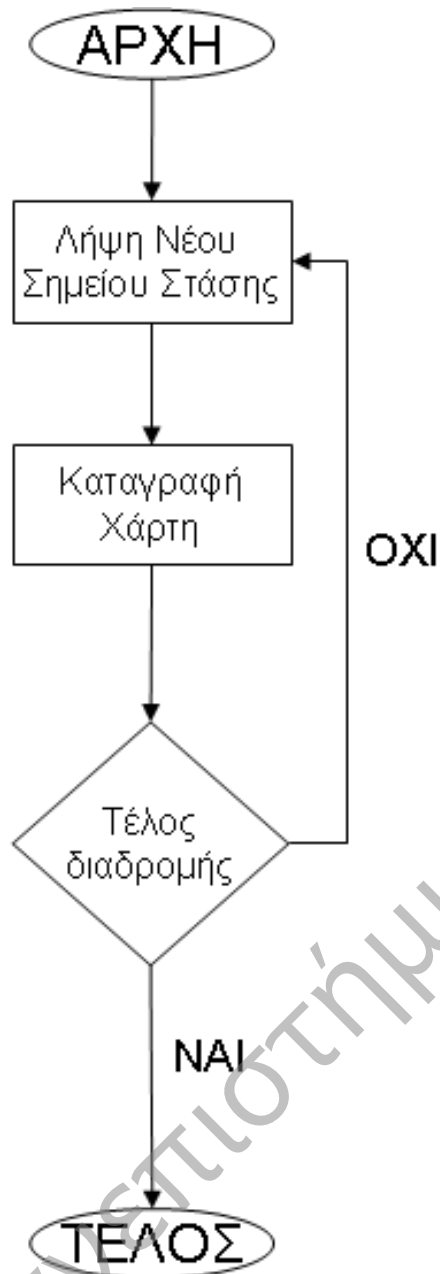 ΑΡΧΗ
Λήψη Νέου
Σημείου Στάσης
Καταγραφή
Χάρτη
ΟΧΙ
Τέλος
διαδρομής
ΝΑΙ
ΤΕΛΟΣ